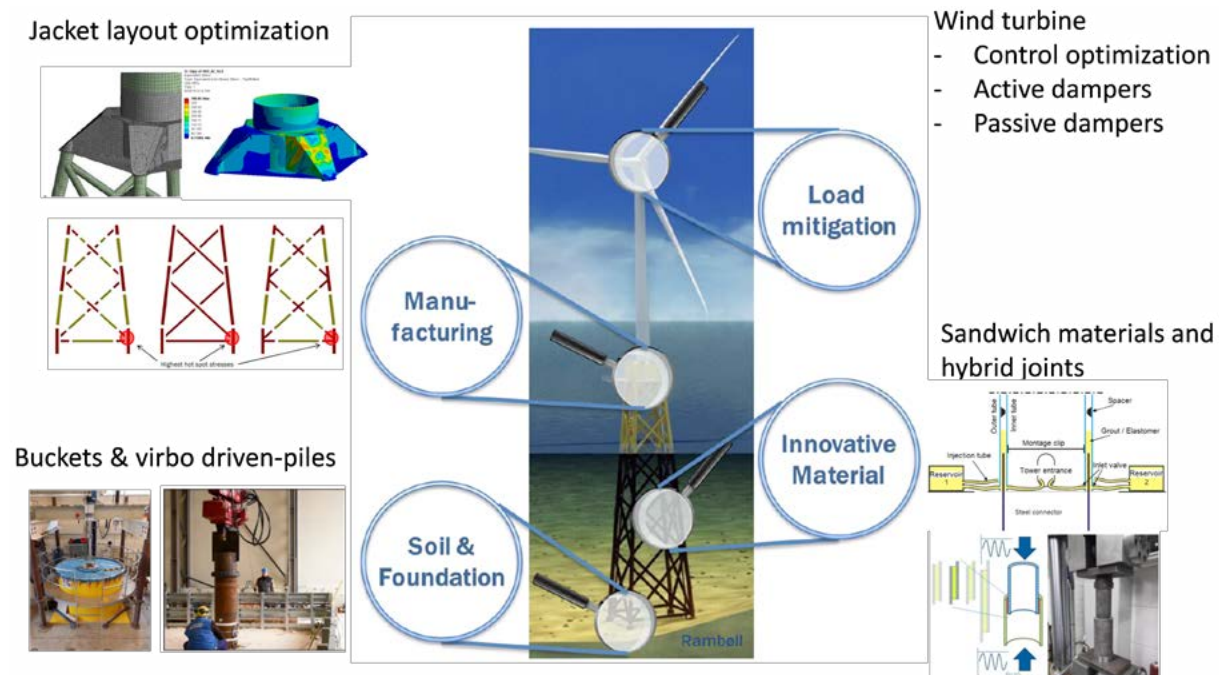 Jacket layout optimization
Highest hot spot stresses
Buckets & virbo driven-piles
Load
mitigation
Manu-
facturing
Innovative
Material
Soil &
Foundation
Rambøll
Wind turbine
- Control optimization
- Active dampers
- Passive dampers
Sandwich materials and
hybrid joints
Outer tube
Inner tube
Spacer
Grout / Elastomer
Montage clip
Injection tube
Tower entrance
Inlet valve
Reservoir
1
Reservoir
2
Steel connector